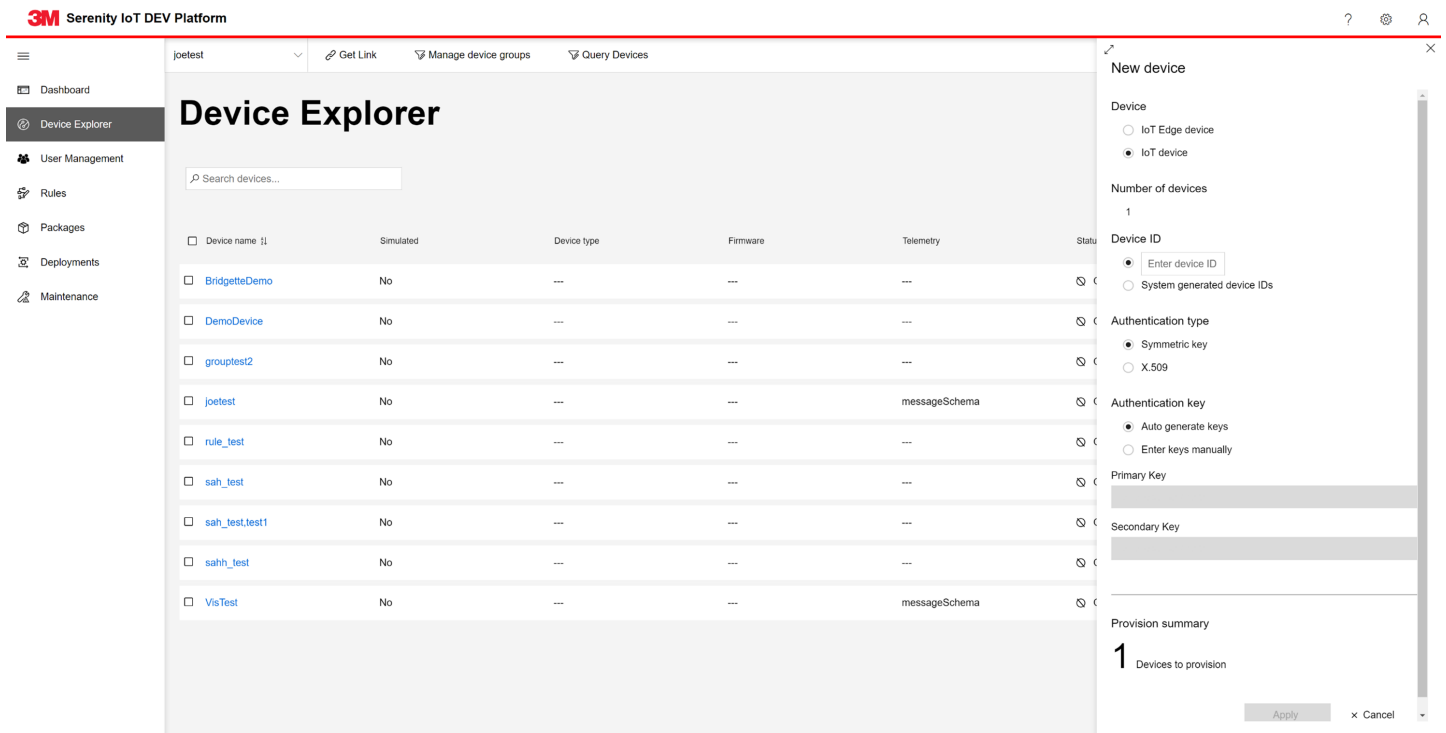 3M Serenity IoT DEV Platform
?
joetest
Get Link
Manage device groups
Query Devices
Dashboard
Device Explorer
User Management
Rules
Packages
Deployments
Maintenance
Device Explorer
Search devices...
Device name Simulated Device type Firmware Telemetry Statu
BridgetteDemo No --- --- ---
DemoDevice No --- --- ---
grouptest2 No --- --- ---
joetest No --- --- messageSchema
rule_test No --- --- ---
sah_test No --- --- ---
sah_test,test1 No --- --- ---
sahh_test No --- --- ---
VisTest No --- --- messageSchema
New device
Device
IoT Edge device
IoT device
Number of devices
1
Device ID
Enter device ID
System generated device IDs
Authentication type
Symmetric key
X.509
Authentication key
Auto generate keys
Enter keys manually
Primary Key
Secondary Key
Provision summary
1 Devices to provision
Apply
Cancel